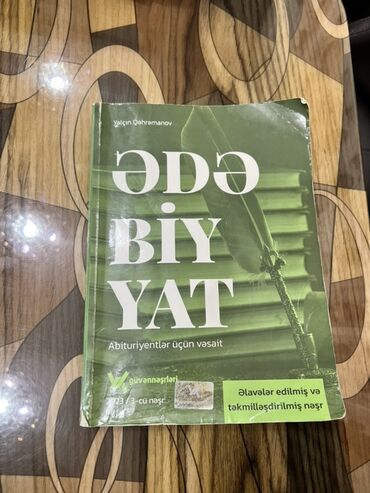 Yalçın Qəhrəmanov
ƏDƏ
BİY
YAT
Abituriyentlər üçün vəsait
güvənnəşrləri
2023 / 3-cü nəşr
Əlavələr edilmiş və
təkmilləşdirilmiş nəşr